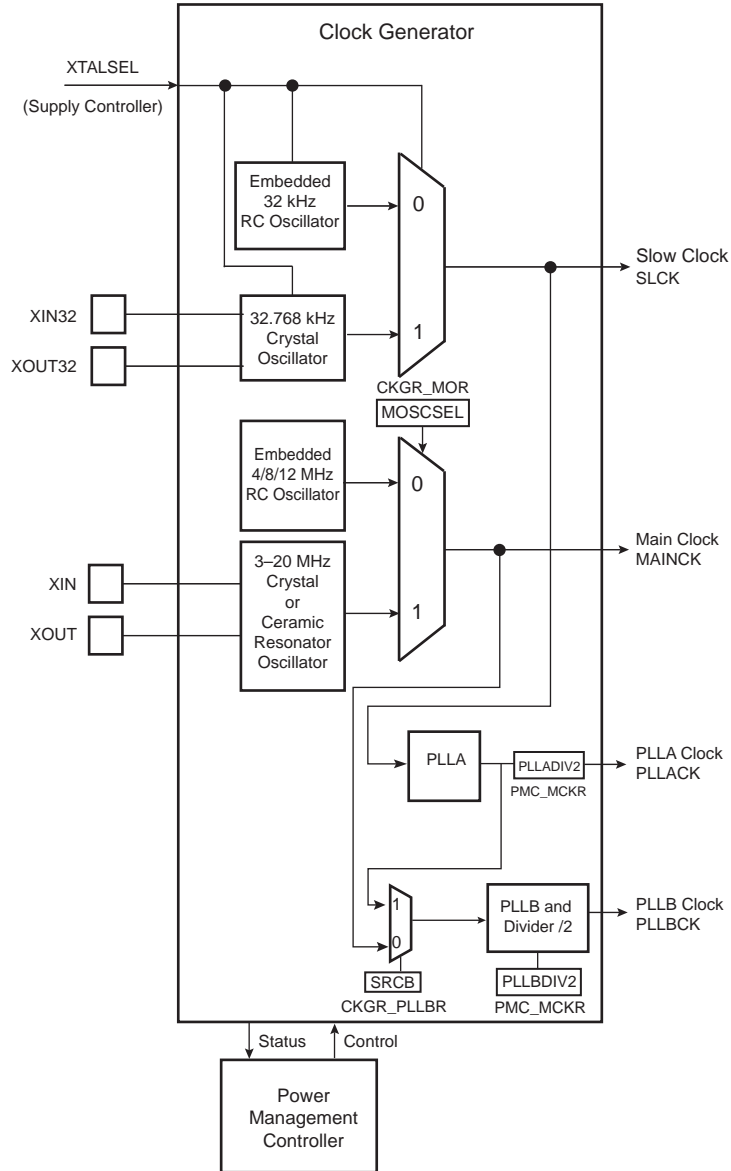 Clock Generator
XTALSEL
(Supply Controller)
Embedded
32 kHz
RC Oscillator
0
Slow Clock
SLCK
XIN32
32.768 kHz
Crystal
Oscillator
1
XOUT32
CKGR_MOR
MOSCSEL
Embedded
4/8/12 MHz
RC Oscillator
0
Main Clock
MAINCK
XIN
3–20 MHz
Crystal
or
Ceramic
Resonator
Oscillator
1
XOUT
PLLA
PLLADIV2
PMC_MCKR
PLLA Clock
PLLACK
1
0
PLLB and
Divider /2
PLLB Clock
PLLBCK
SRCB
CKGR_PLLBR
PLLBDIV2
PMC_MCKR
Status
Control
Power
Management
Controller